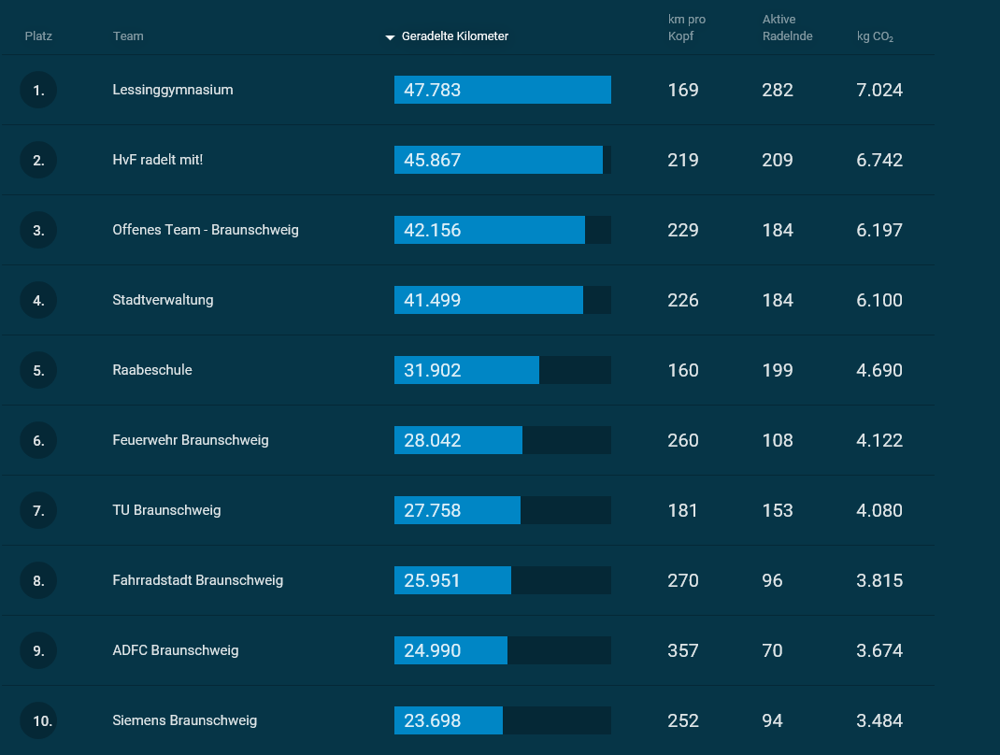 Platz Team Geradelte Kilometer km pro Kopf Aktive Radelnde kg CO₂
1. Lessinggymnasium 47.783 169 282 7.024
2. HvF radelt mit! 45.867 219 209 6.742
3. Offenes Team - Braunschweig 42.156 229 184 6.197
4. Stadtverwaltung 41.499 226 184 6.100
5. Raabeschule 31.902 160 199 4.690
6. Feuerwehr Braunschweig 28.042 260 108 4.122
7. TU Braunschweig 27.758 181 153 4.080
8. Fahrradstadt Braunschweig 25.951 270 96 3.815
9. ADFC Braunschweig 24.990 357 70 3.674
10. Siemens Braunschweig 23.698 252 94 3.484